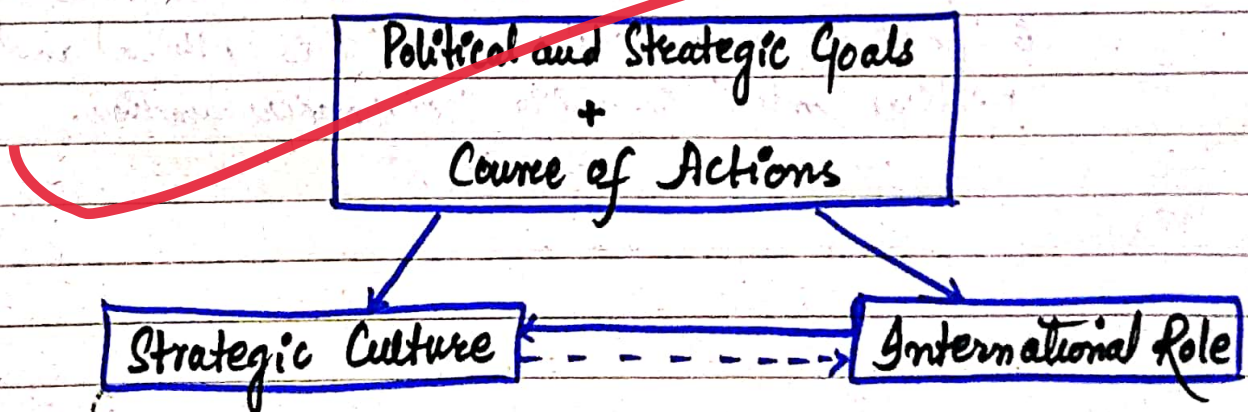 Political and Strategic Goals
+
Course of Actions
Strategic Culture
International Role